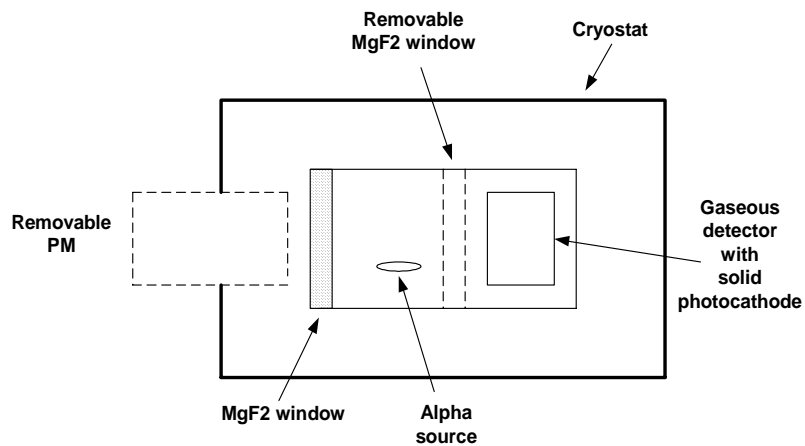 Removable
MgF2 window
Cryostat
Removable
PM
Gaseous
detector
with
solid
photocathode
MgF2 window
Alpha
source